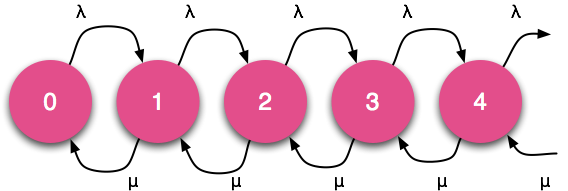 λ λ λ λ λ
0 1 2 3 4
μ μ μ μ μ